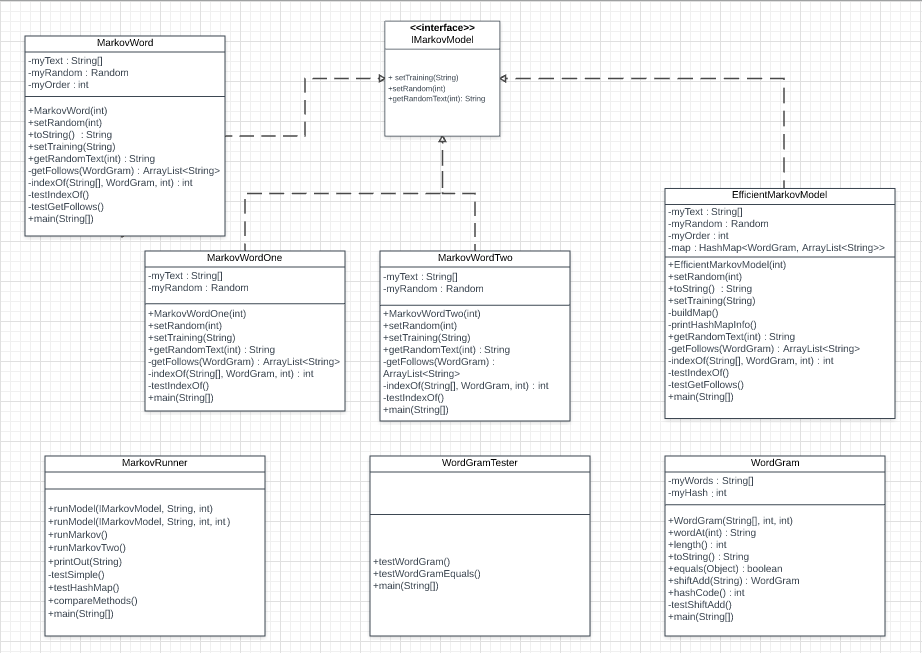 MarkovWord
-myText : String[]
-myRandom : Random
-myOrder : int
+MarkovWord(int)
+setRandom(int)
+toString() : String
+setTraining(String)
+getRandomText(int) : String
-getFollows(WordGram) : ArrayList<String>
-indexOf(String[], WordGram, int) : int
-testIndexOf()
-testGetFollows()
+main(String[])
<<interface>>
IMarkovModel
+ setTraining(String)
+setRandom(int)
+getRandomText(int): String
EfficientMarkovModel
-myText : String[]
-myRandom : Random
-myOrder : int
-map : HashMap<WordGram, ArrayList<String>>
+EfficientMarkovModel(int)
+setRandom(int)
+toString() : String
+setTraining(String)
-buildMap()
-printHashMapInfo()
+getRandomText(int) : String
-getFollows(WordGram) : ArrayList<String>
-indexOf(String[], WordGram, int) : int
-testIndexOf()
-testGetFollows()
+main(String[])
MarkovWordOne
-myText : String[]
-myRandom : Random
+MarkovWordOne(int)
+setRandom(int)
+setTraining(String)
+getRandomText(int) : String
-getFollows(WordGram) : ArrayList<String>
-indexOf(String[], WordGram, int) : int
-testIndexOf()
+main(String[])
MarkovWordTwo
-myText : String[]
-myRandom : Random
+MarkovWordTwo(int)
+setRandom(int)
+setTraining(String)
+getRandomText(int) : String
-getFollows(WordGram) :
ArrayList<String>
-indexOf(String[], WordGram, int) : int
-testIndexOf()
+main(String[])
MarkovRunner
+runModel(IMarkovModel, String, int)
+runModel(IMarkovModel, String, int, int)
+runMarkov()
+runMarkovTwo()
+printOut(String)
-testSimple()
+testHashMap()
+compareMethods()
+main(String[])
WordGramTester
+testWordGram()
+testWordGramEquals()
+main(String[])
WordGram
-myWords : String[]
-myHash : int
+WordGram(String[], int, int)
+wordAt(int) : String
+length() : int
+toString() : String
+equals(Object) : boolean
+shiftAdd(String) : WordGram
+hashCode() : int
-testShiftAdd()
+main(String[])